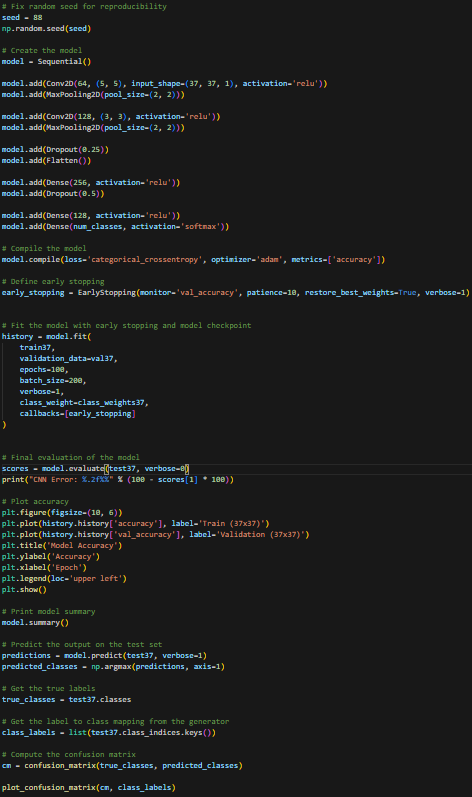 # Fix random seed for reproducibility
seed = 88
np.random.seed(seed)
# Create the model
model = Sequential()
model.add(Conv2D(64, (5, 5), input_shape=(37, 37, 1), activation='relu'))
model.add(MaxPooling2D(pool_size=(2, 2)))
model.add(Conv2D(128, (3, 3), activation='relu'))
model.add(MaxPooling2D(pool_size=(2, 2)))
model.add(Dropout(0.25))
model.add(Flatten())
model.add(Dense(256, activation='relu'))
model.add(Dropout(0.5))
model.add(Dense(128, activation='relu'))
model.add(Dense(num_classes, activation='softmax'))
# Compile the model
model.compile(loss='categorical_crossentropy', optimizer='adam', metrics=['accuracy'])
# Define early stopping
early_stopping = EarlyStopping(monitor='val_accuracy', patience=10, restore_best_weights=True, verbose=1)
# Fit the model with early stopping and model checkpoint
history = model.fit(
    train37,
    validation_data=val37,
    epochs=100,
    batch_size=200,
    verbose=1,
    class_weight=class_weights37,
    callbacks=[early_stopping]
)
# Final evaluation of the model
scores = model.evaluate(test37, verbose=0)
print("CNN Error: %.2f%%" % (100 - scores[1] * 100))
# Plot accuracy
plt.figure(figsize=(10, 6))
plt.plot(history.history['accuracy'], label='Train (37x37)')
plt.plot(history.history['val_accuracy'], label='Validation (37x37)')
plt.title('Model Accuracy')
plt.ylabel('Accuracy')
plt.xlabel('Epoch')
plt.legend(loc='upper left')
plt.show()
# Print model summary
model.summary()
# Predict the output on the test set
predictions = model.predict(test37, verbose=1)
predicted_classes = np.argmax(predictions, axis=1)
# Get the true labels
true_classes = test37.classes
# Get the label to class mapping from the generator
class_labels = list(test37.class_indices.keys())
# Compute the confusion matrix
cm = confusion_matrix(true_classes, predicted_classes)
plot_confusion_matrix(cm, class_labels)